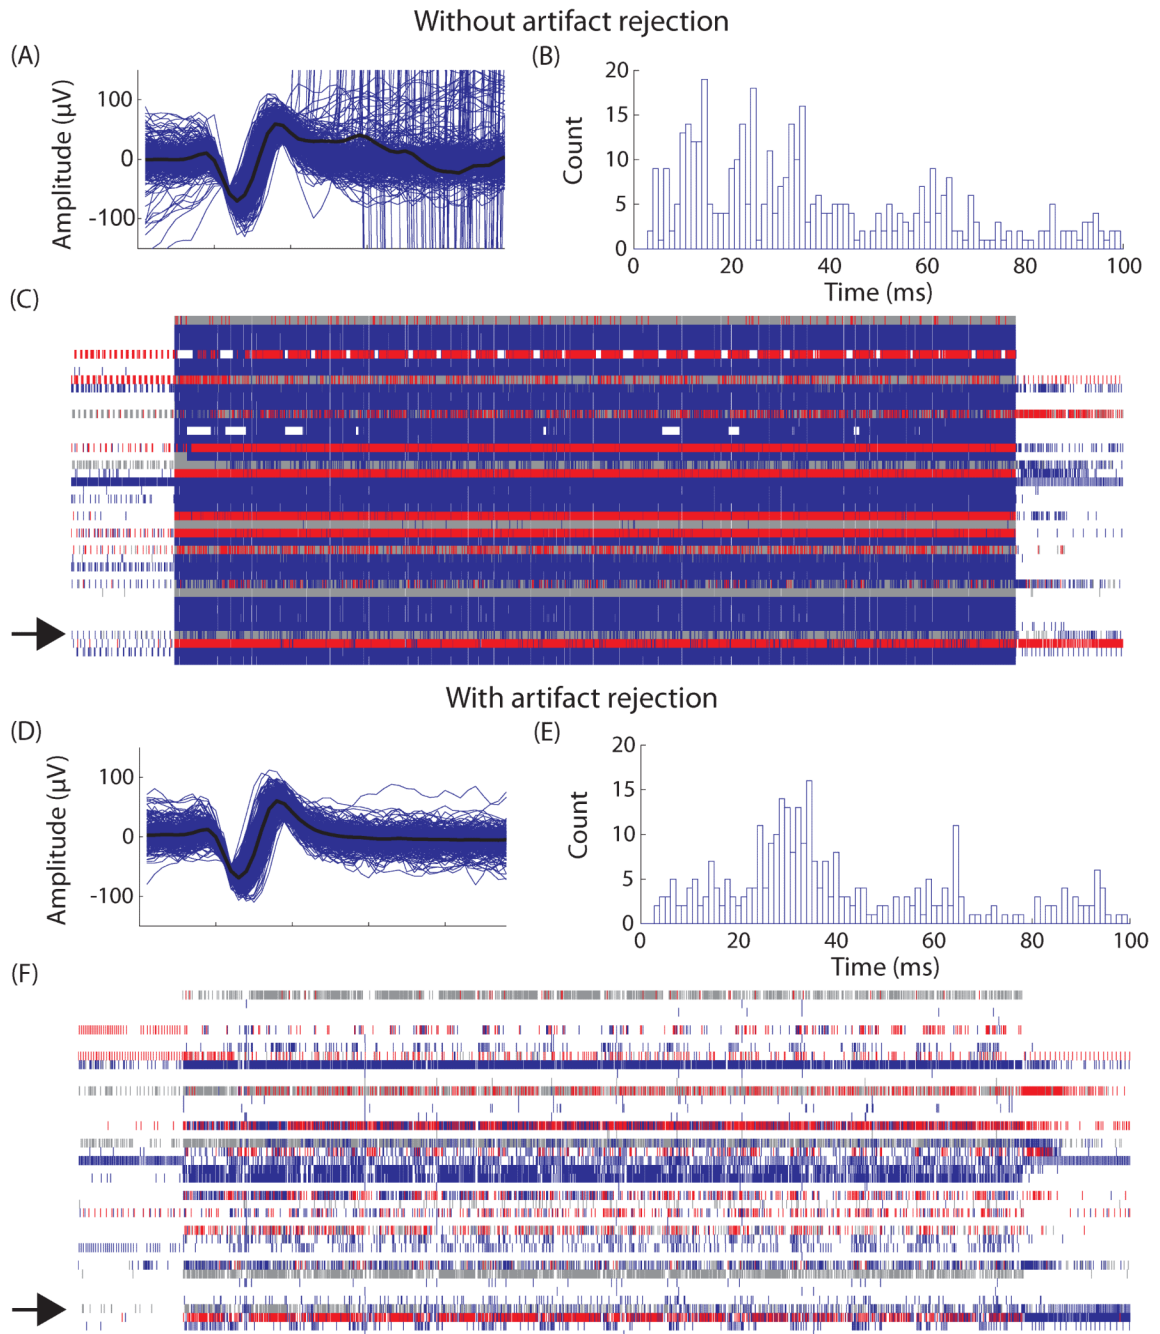 Without artifact rejection
(A)
Amplitude (µV)
100
0
-100
(B)
Count
20
15
10
5
0
0 20 40 60 80 100
Time (ms)
(C)
With artifact rejection
(D)
Amplitude (µV)
100
0
-100
(E)
Count
20
15
10
5
0
0 20 40 60 80 100
Time (ms)
(F)